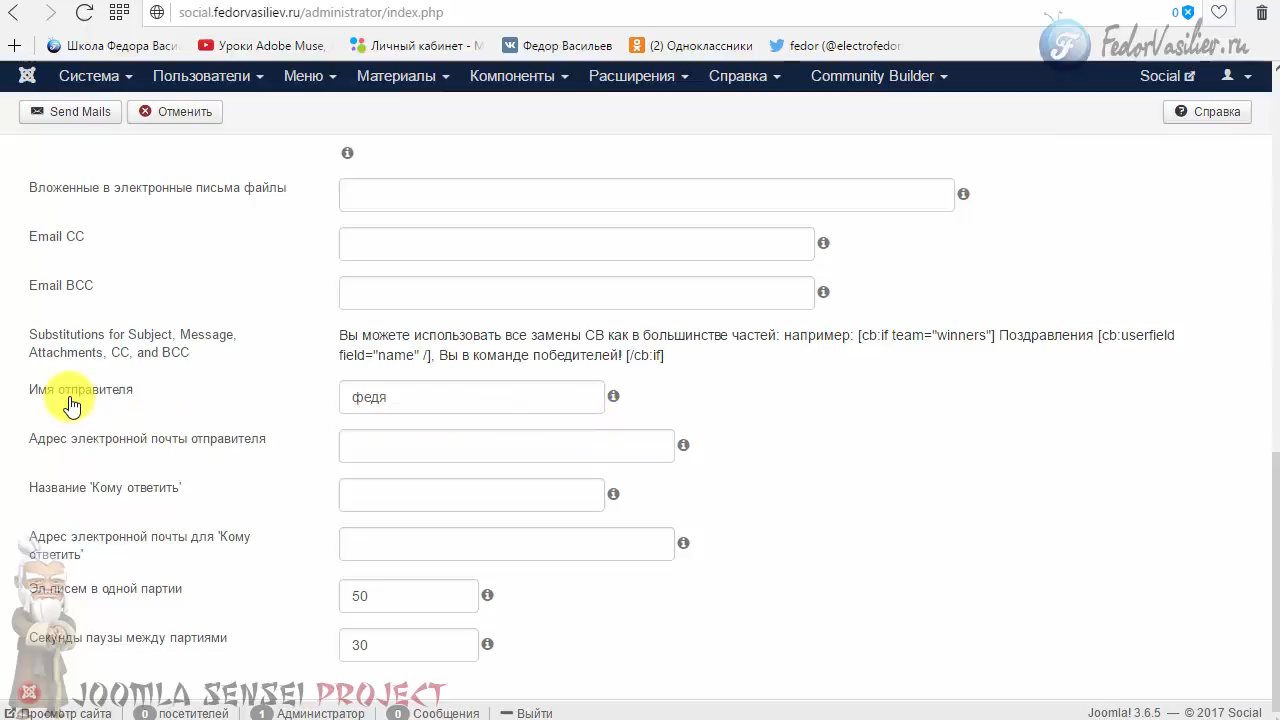 social.fedorvasiliev.ru/administrator/index.php
0
Школа Федора Васи
Уроки Adobe Muse,
Личный кабинет - М
Федор Васильев
(2) Одноклассники
fedor (@electrofedor
FedorVasiliev.ru
Система
Пользователи
Меню
Материалы
Компоненты
Расширения
Справка
Community Builder
Social
Send Mails
Отменить
Справка
Вложенные в электронные письма файлы
Email CC
Email BCC
Substitutions for Subject, Message,
Attachments, CC, and BCC
Вы можете использовать все замены CB как в большинстве частей: например: [cb:if team="winners"] Поздравления [cb:userfield
field="name" /], Вы в команде победителей! [/cb:if]
Имя отправителя
федя
Адрес электронной почты отправителя
Название 'Кому ответить'
Адрес электронной почты для 'Кому
ответить'
Эл.писем в одной партии
50
Секунды паузы между партиями
30
JOOMLA SENSEI PROJECT
Просмотр сайта
0 посетителей
1 Администратор
0 Сообщения
Выйти
Joomla! 3.6.5 — © 2017 Social